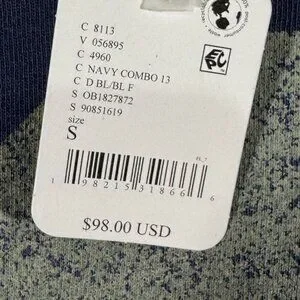 C 8113
V 056895
C 4960
C NAVY COMBO 13
C D BL/BL F
S OB1827872
S 90851619
size
S
1 98215 31866 6
$98.00 USD